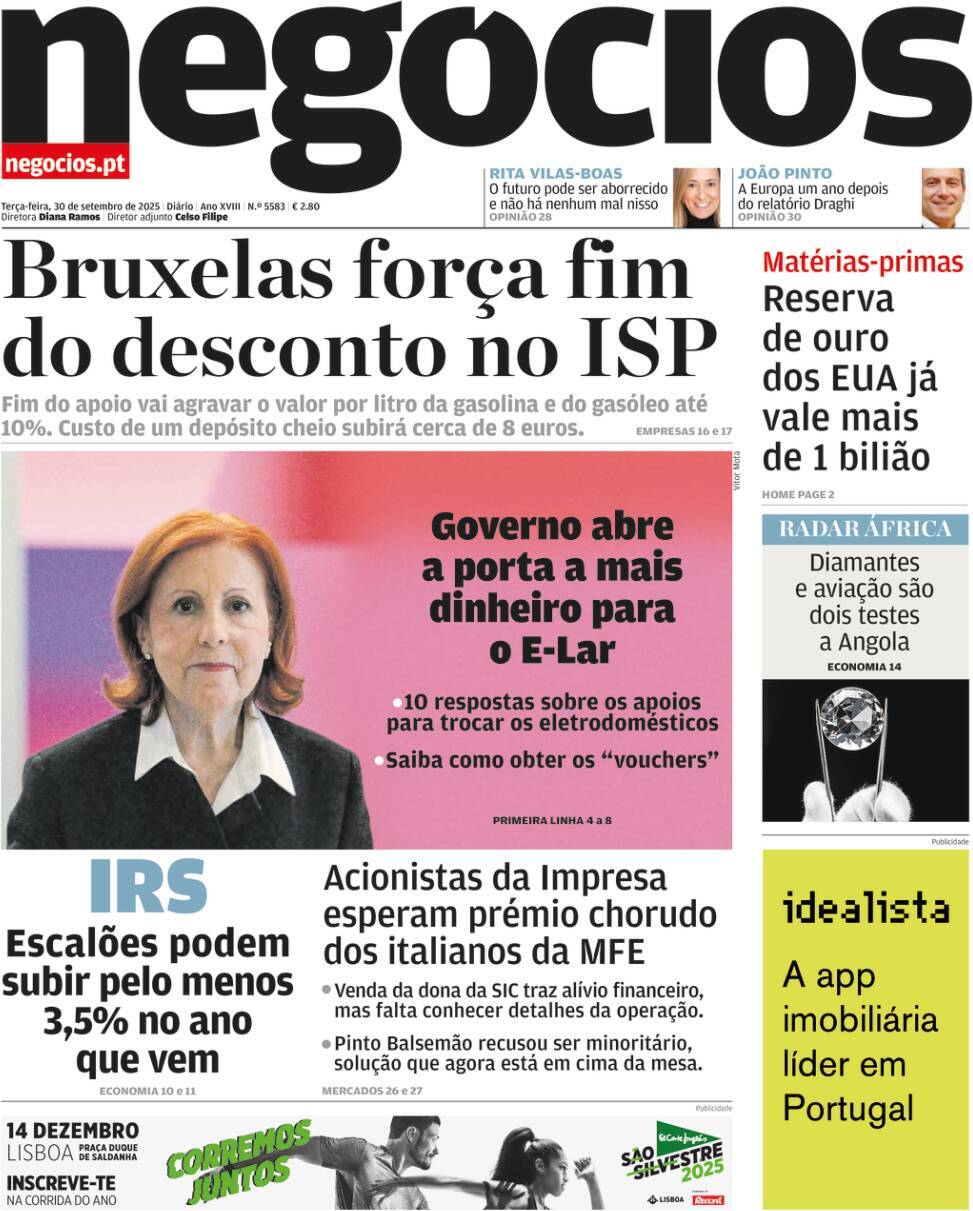 negócios
negocios.pt
Terça-feira, 30 de setembro de 2025 | Diário | Ano XVIII | N.º 5583 | € 2.80
Diretora Diana Ramos | Diretor adjunto Celso Filipe
RITA VILAS-BOAS
O futuro pode ser aborrecido
e não há nenhum mal nisso
OPINIÃO 28
JOÃO PINTO
A Europa um ano depois
do relatório Draghi
OPINIÃO 30
Bruxelas força fim
do desconto no ISP
Fim do apoio vai agravar o valor por litro da gasolina e do gasóleo até
10%. Custo de um depósito cheio subirá cerca de 8 euros.
EMPRESAS 16 e 17
Vítor Mota
Governo abre
a porta a mais
dinheiro para
o E-Lar
•10 respostas sobre os apoios
para trocar os eletrodomésticos
•Saiba como obter os “vouchers”
PRIMEIRA LINHA 4 a 8
Matérias-primas
Reserva
de ouro
dos EUA já
vale mais
de 1 bilião
HOME PAGE 2
RADAR ÁFRICA
Diamantes
e aviação são
dois testes
a Angola
ECONOMIA 14
IRS
Escalões podem
subir pelo menos
3,5% no ano
que vem
ECONOMIA 10 e 11
Acionistas da Impresa
esperam prémio chorudo
dos italianos da MFE
• Venda da dona da SIC traz alívio financeiro,
mas falta conhecer detalhes da operação.
• Pinto Balsemão recusou ser minoritário,
solução que agora está em cima da mesa.
MERCADOS 26 e 27
Publicidade
idealista
A app
imobiliária
líder em
Portugal
Publicidade
14 DEZEMBRO
LISBOA PRAÇA DUQUE
DE SALDANHA
INSCREVE-TE
NA CORRIDA DO ANO
CORREMOS
JUNTOS
El Corte Inglés
SÃO
SILVESTRE
2025
LISBOA
Record